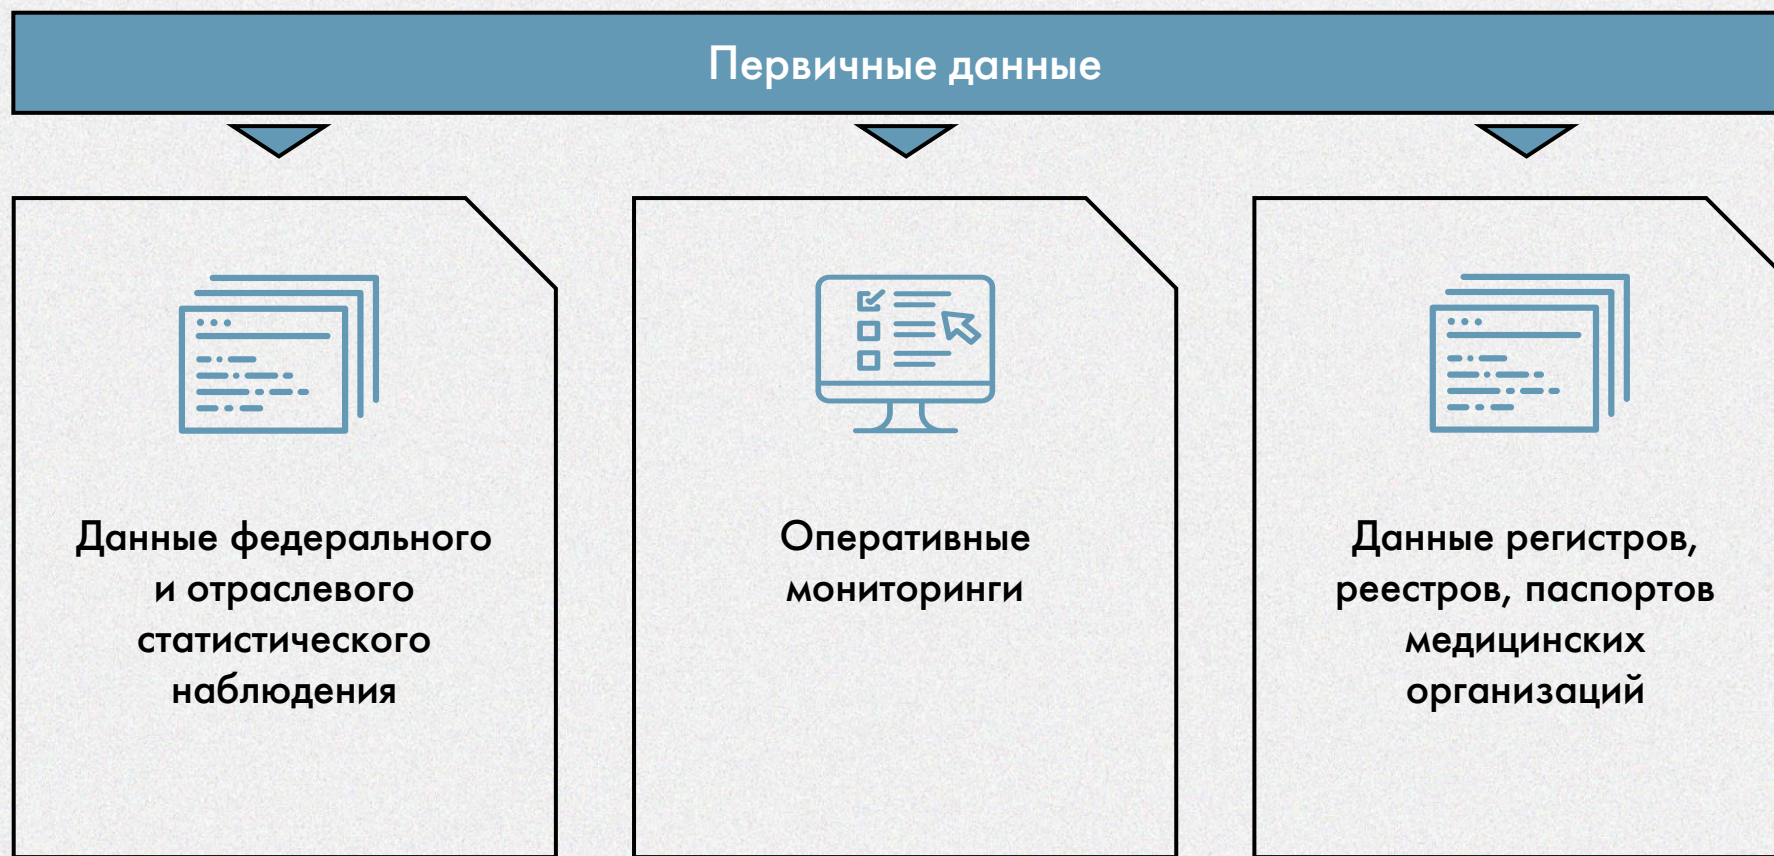 Первичные данные
Данные федерального
и отраслевого
статистического
наблюдения
Оперативные
мониторинги
Данные регистров,
реестров, паспортов
медицинских
организаций